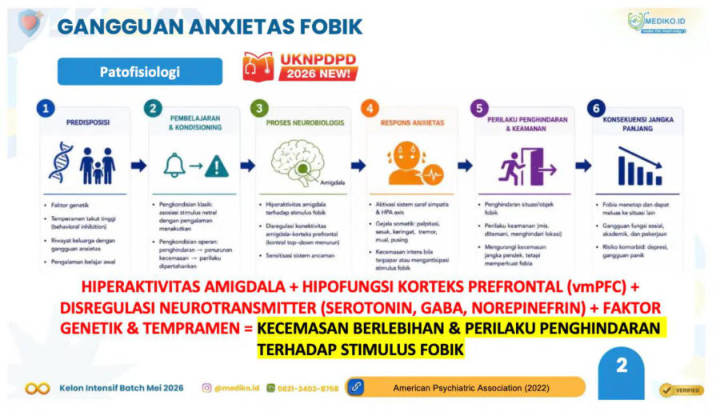 GANGGUAN ANXIETAS FOBIK
MEDIKO.ID
Patofisiologi
UKNPDPD
2026 NEW!
1
PREDISPOSISI
• Faktor genetik
• Temperamen takut tinggi
(behavioral inhibition)
• Riwayat keluarga dengan
gangguan anxietas
• Pengalaman belajar awal
2
PEMBELAJARAN
& KONDISIONING
• Pengkondisian klasik:
asosiasi stimulus netral
dengan pengalaman
menakutkan
• Pengkondisian operan:
penghindaran → penurunan
kecemasan → perilaku
dipertahankan
3
PROSES NEUROBIOLOGIS
Amigdala
• Hiperaktivitas amigdala
terhadap stimulus fobik
• Disregulasi konektivitas
amigdala-korteks prefrontal
(kontrol top-down menurun)
• Sensitisasi sistem ancaman
4
RESPONS ANXIETAS
• Aktivasi sistem saraf simpatis
& HPA axis
• Gejala somatik: palpitasi,
sesak, keringat, tremor,
mual, pusing
• Kecemasan intens bila
terpapar atau mengantisipasi
stimulus fobik
5
PERILAKU PENGHINDARAN
& KEAMANAN
• Penghindaran situasi/objek
fobik
• Perilaku keamanan (mis.
ditemani, menghindari lokasi)
• Mengurangi kecemasan
jangka pendek, tetapi
memperkuat fobia
6
KONSEKUENSI JANGKA
PANJANG
• Fobia menetap dan dapat
meluas ke situasi lain
• Gangguan fungsi sosial,
akademik, dan pekerjaan
• Risiko komorbid: depresi,
gangguan panik
HIPERAKTIVITAS AMIGDALA + HIPOFUNGSI KORTEKS PREFRONTAL (vmPFC) +
DISREGULASI NEUROTRANSMITTER (SEROTONIN, GABA, NOREPINEFRIN) + FAKTOR
GENETIK & TEMPRAMEN = KECEMASAN BERLEBIHAN & PERILAKU PENGHINDARAN
TERHADAP STIMULUS FOBIK
2
Kelon Intensif Batch Mei 2026
@mediko.id
0821-3403-8758
American Psychiatric Association (2022)
VERIFIED